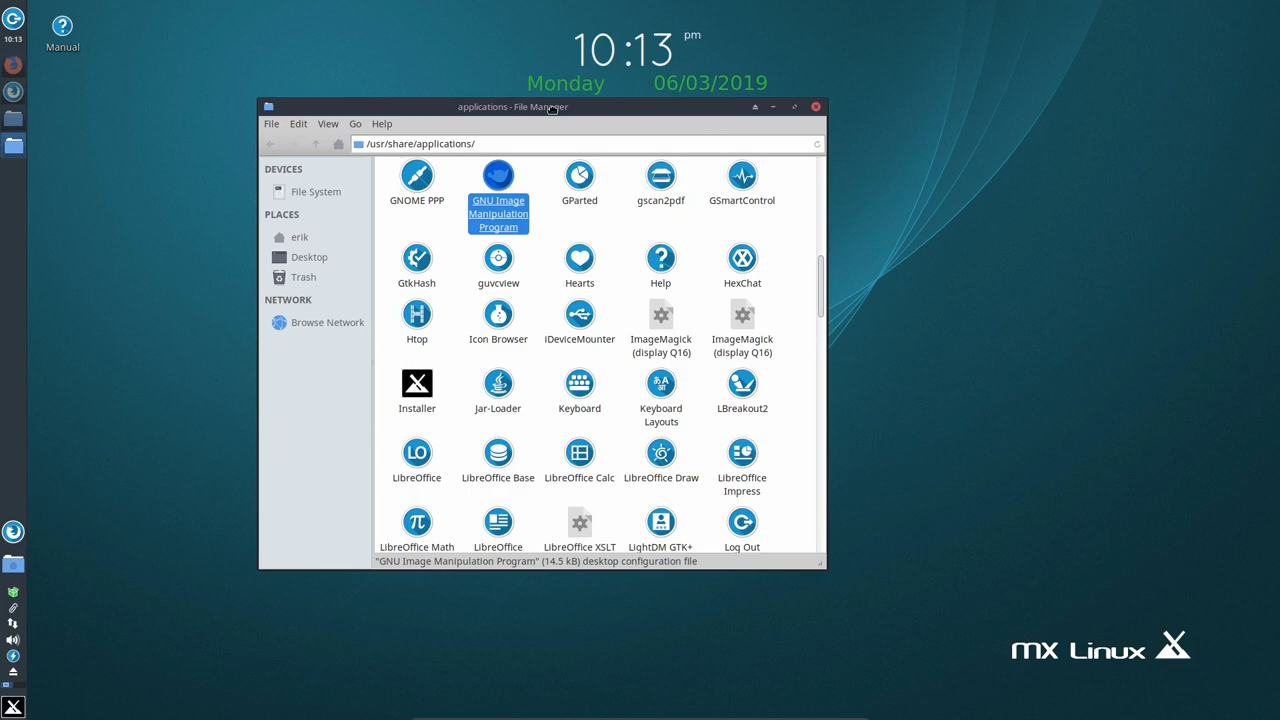 10:13
Manual
10:13 pm
Monday 06/03/2019
applications - File Manager
File Edit View Go Help
/usr/share/applications/
DEVICES
File System
PLACES
erik
Desktop
Trash
NETWORK
Browse Network
GNOME PPP
GNU Image
Manipulation
Program
GParted
gscan2pdf
GSmartControl
GtkHash
guvcview
Hearts
Help
HexChat
Htop
Icon Browser
iDeviceMounter
ImageMagick
(display Q16)
ImageMagick
(display Q16)
Installer
Jar-Loader
Keyboard
Keyboard
Layouts
LBreakout2
LO
LibreOffice
LibreOffice Base
LibreOffice Calc
LibreOffice Draw
LibreOffice
Impress
π
LibreOffice Math
LibreOffice
LibreOffice XSLT
LightDM GTK+
Log Out
"GNU Image Manipulation Program" (14.5 kB) desktop configuration file
MX Linux